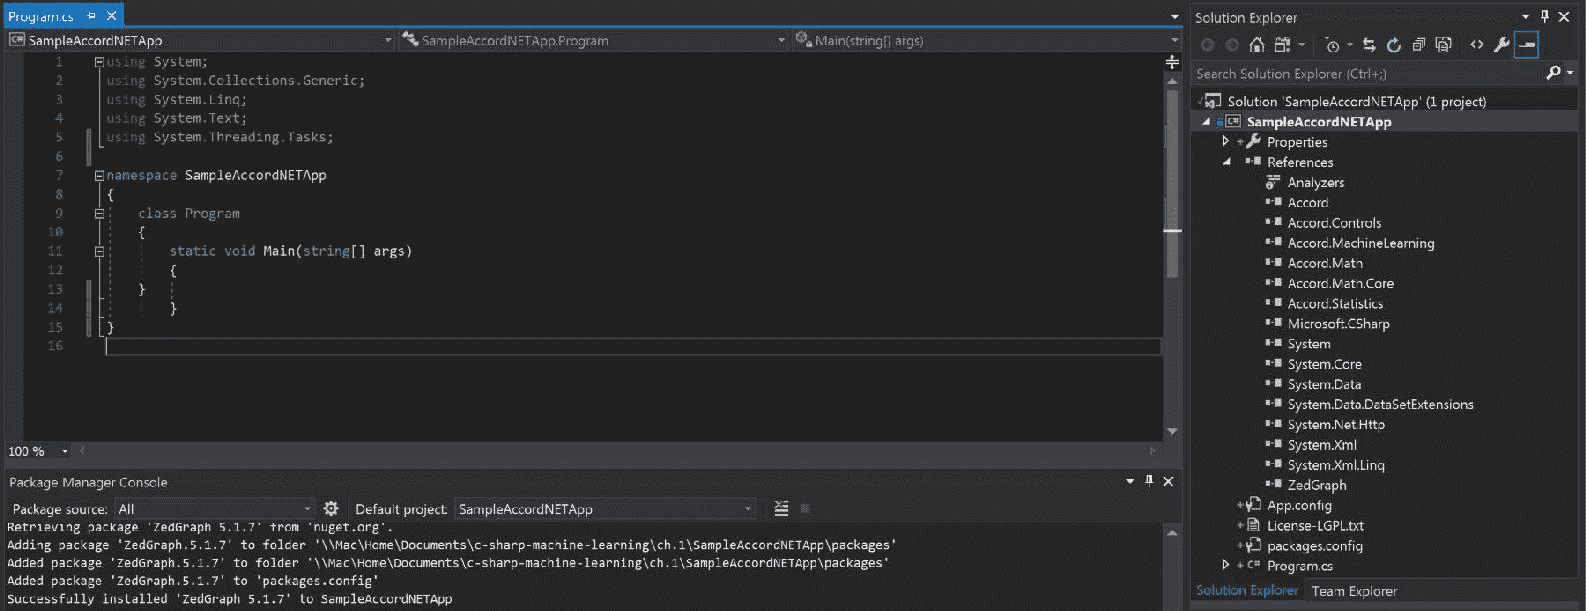 Program.cs
SampleAccordNETApp
SampleAccordNETApp.Program
Main(string[] args)
1 using System;
2 using System.Collections.Generic;
3 using System.Linq;
4 using System.Text;
5 using System.Threading.Tasks;
6
7 namespace SampleAccordNETApp
8 {
9 class Program
10 {
11 static void Main(string[] args)
12 {
13 }
14 }
15 }
16
100 %
Package Manager Console
Package source: All Default project: SampleAccordNETApp
Retrieving package 'ZedGraph 5.1.7' from 'nuget.org'.
Adding package 'ZedGraph.5.1.7' to folder '\\Mac\Home\Documents\c-sharp-machine-learning\ch.1\SampleAccordNETApp\packages'
Added package 'ZedGraph.5.1.7' to folder '\\Mac\Home\Documents\c-sharp-machine-learning\ch.1\SampleAccordNETApp\packages'
Added package 'ZedGraph.5.1.7' to 'packages.config'
Successfully installed 'ZedGraph 5.1.7' to SampleAccordNETApp
Solution Explorer
Search Solution Explorer (Ctrl+;)
Solution 'SampleAccordNETApp' (1 project)
C# SampleAccordNETApp
Properties
References
Analyzers
Accord
Accord.Controls
Accord.MachineLearning
Accord.Math
Accord.Math.Core
Accord.Statistics
Microsoft.CSharp
System
System.Core
System.Data
System.Data.DataSetExtensions
System.Net.Http
System.Xml
System.Xml.Linq
ZedGraph
App.config
License-LGPL.txt
packages.config
C# Program.cs
Solution Explorer Team Explorer